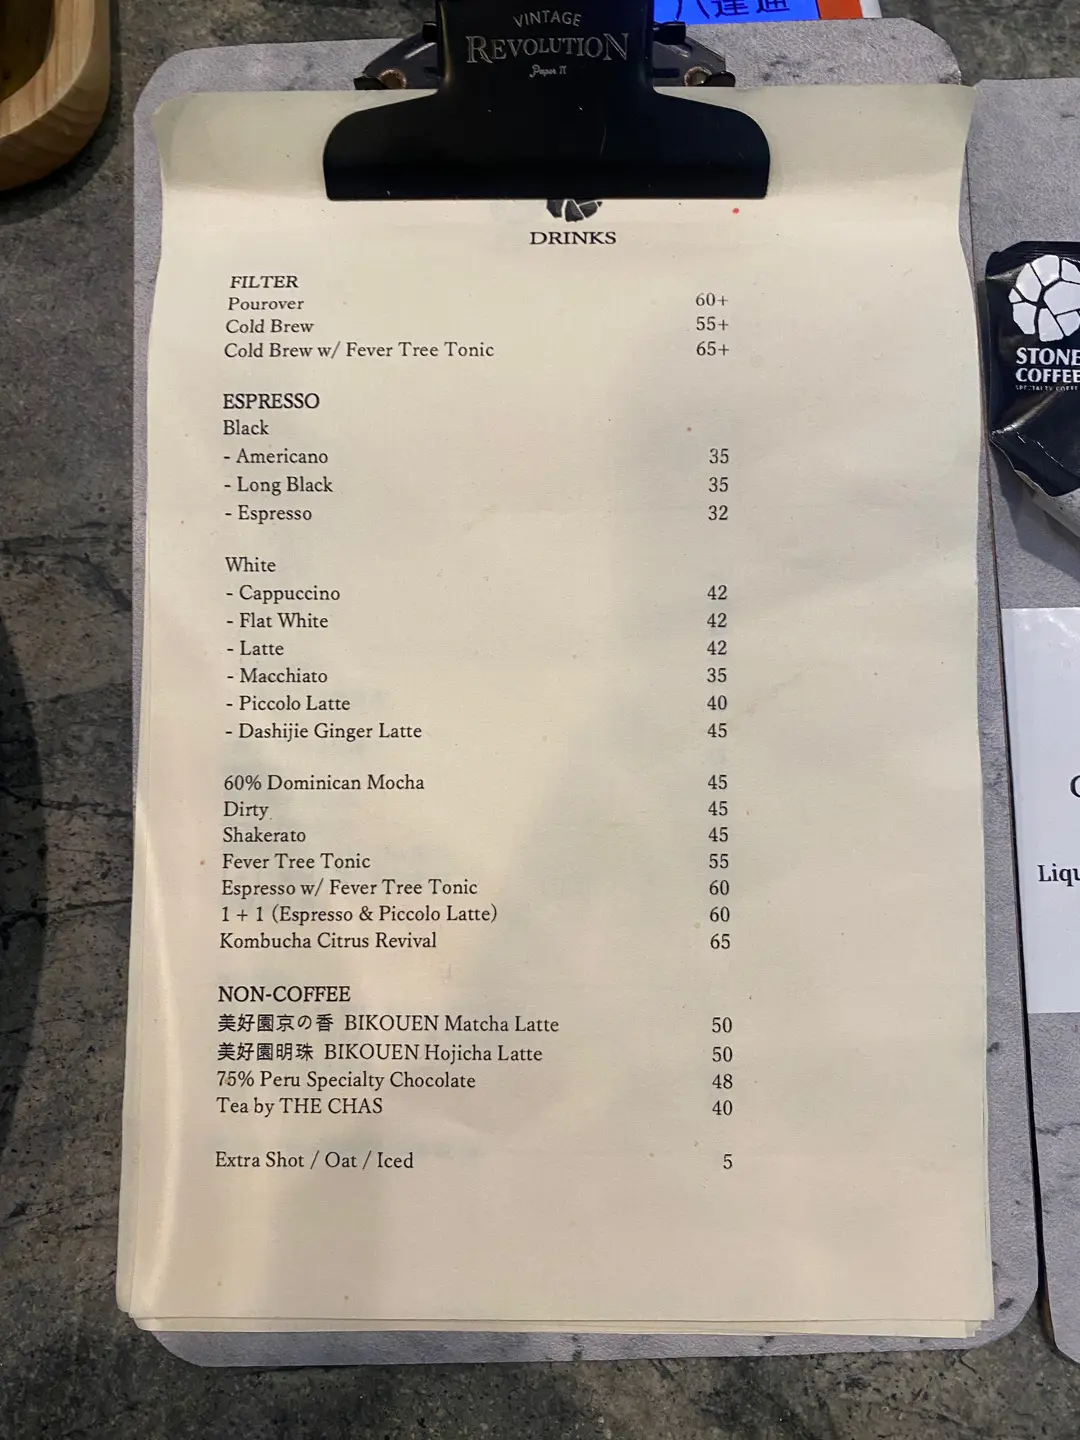 八達通
VINTAGE
REVOLUTION
Paper π
DRINKS
FILTER
Pourover 60+
Cold Brew 55+
Cold Brew w/ Fever Tree Tonic 65+
ESPRESSO
Black
- Americano 35
- Long Black 35
- Espresso 32
White
- Cappuccino 42
- Flat White 42
- Latte 42
- Macchiato 35
- Piccolo Latte 40
- Dashijie Ginger Latte 45
60% Dominican Mocha 45
Dirty 45
Shakerato 45
Fever Tree Tonic 55
Espresso w/ Fever Tree Tonic 60
1 + 1 (Espresso & Piccolo Latte) 60
Kombucha Citrus Revival 65
NON-COFFEE
美好園京の香 BIKOUEN Matcha Latte 50
美好園明珠 BIKOUEN Hojicha Latte 50
75% Peru Specialty Chocolate 48
Tea by THE CHAS 40
Extra Shot / Oat / Iced 5
STONE
COFFEE